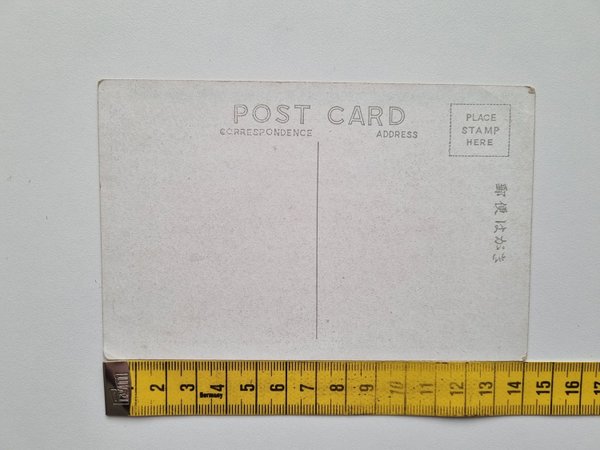 POST CARD
CORRESPONDENCE
ADDRESS
PLACE
STAMP
HERE
郵便はがき
2 3 4 5 6 7 8 9 10 11 12 13 14 15 16 17
Germany